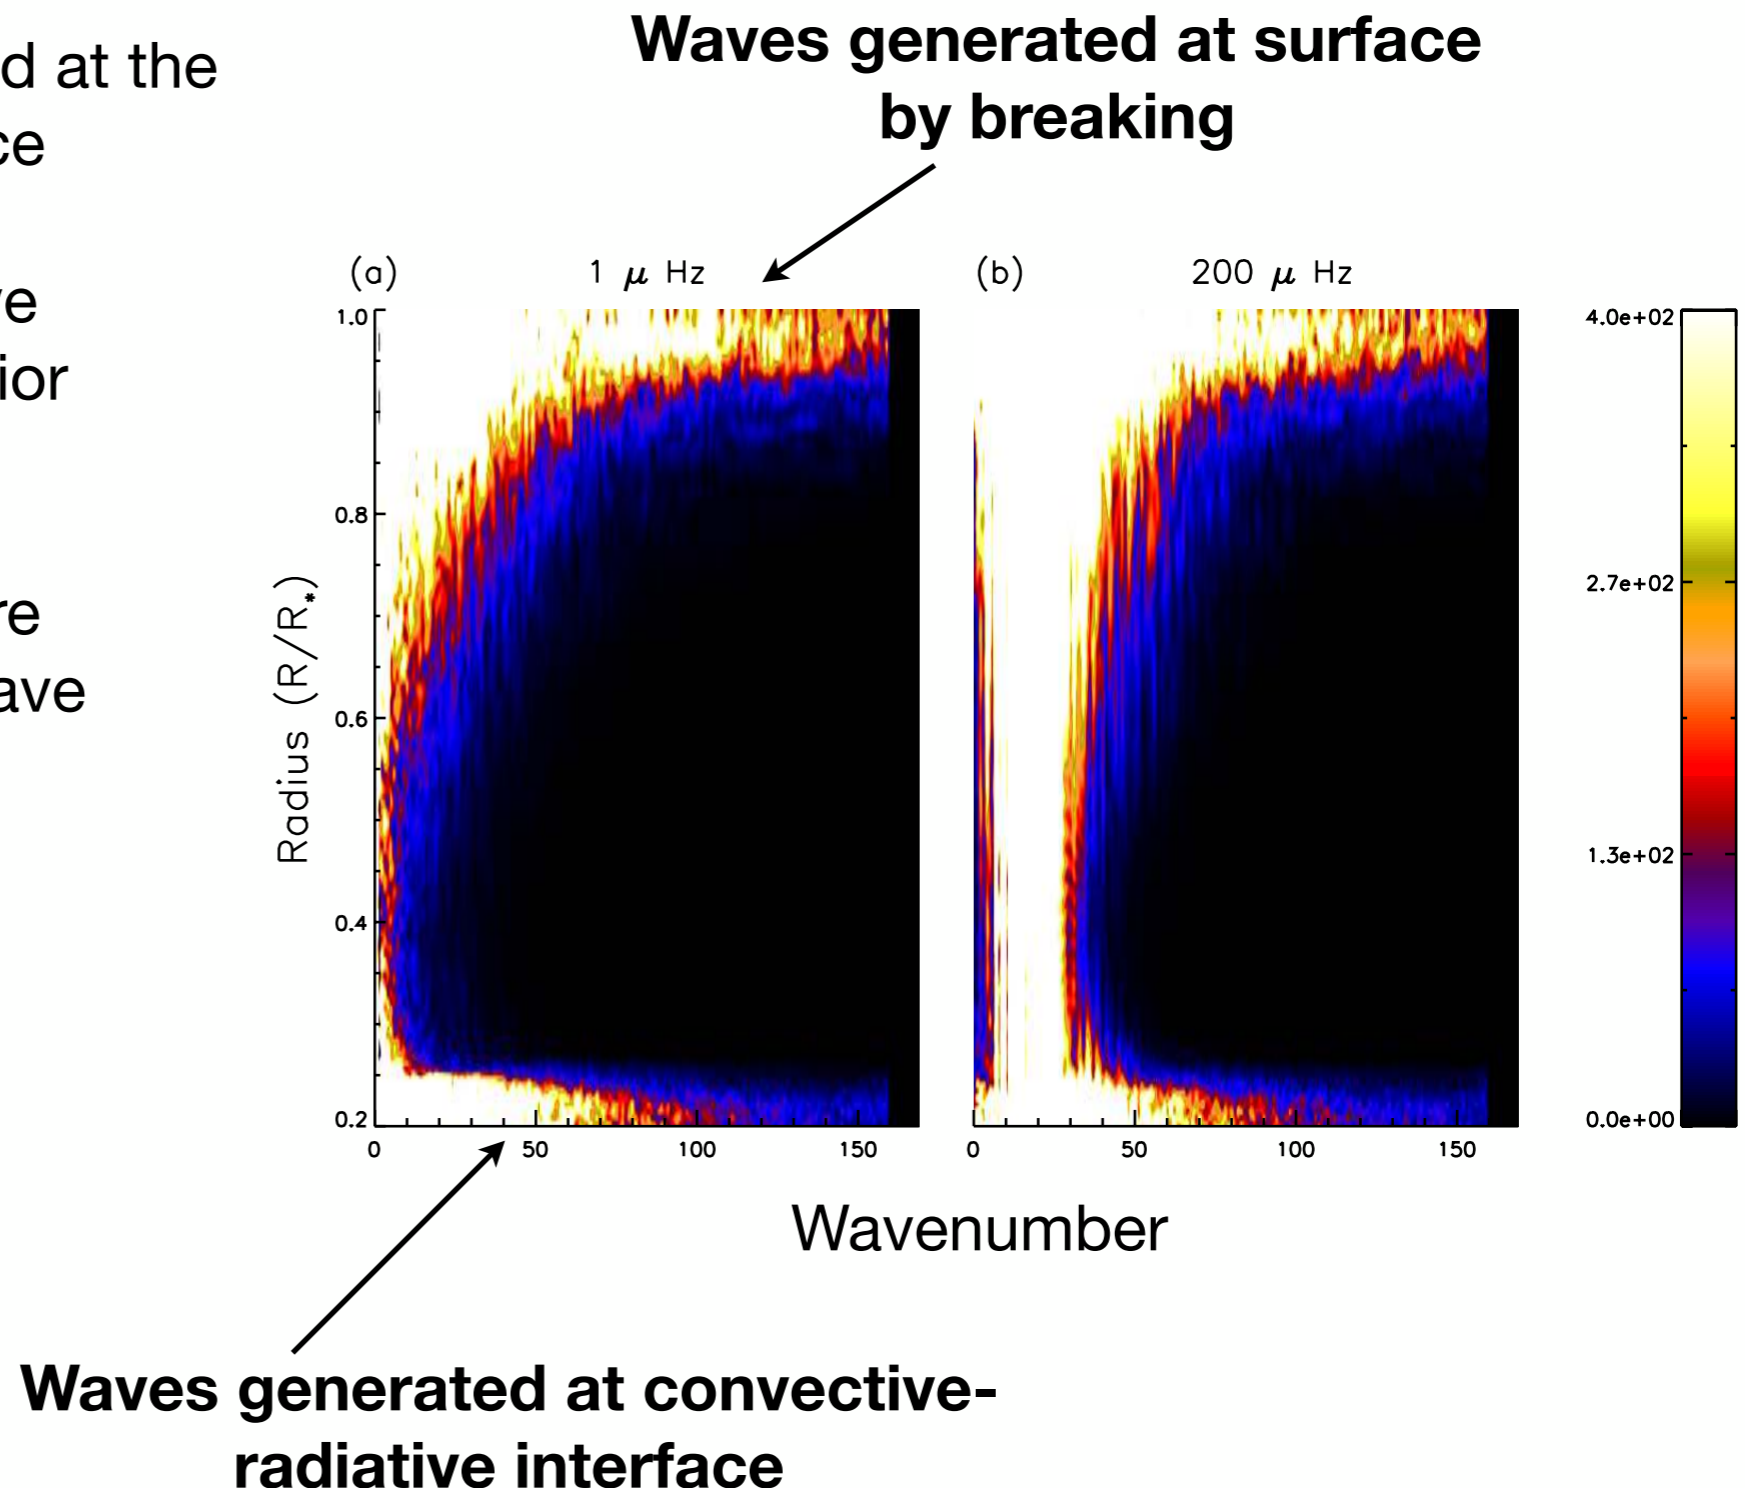 Waves generated at surface
by breaking
d at the
ce
ve
ior
re
ave
(a) 1 μ Hz
(b) 200 μ Hz
1.0
0.8
0.6
0.4
0.2
Radius (R/R*)
0 50 100 150
0 50 100 150
Wavenumber
4.0e+02
2.7e+02
1.3e+02
0.0e+00
Waves generated at convective-
radiative interface